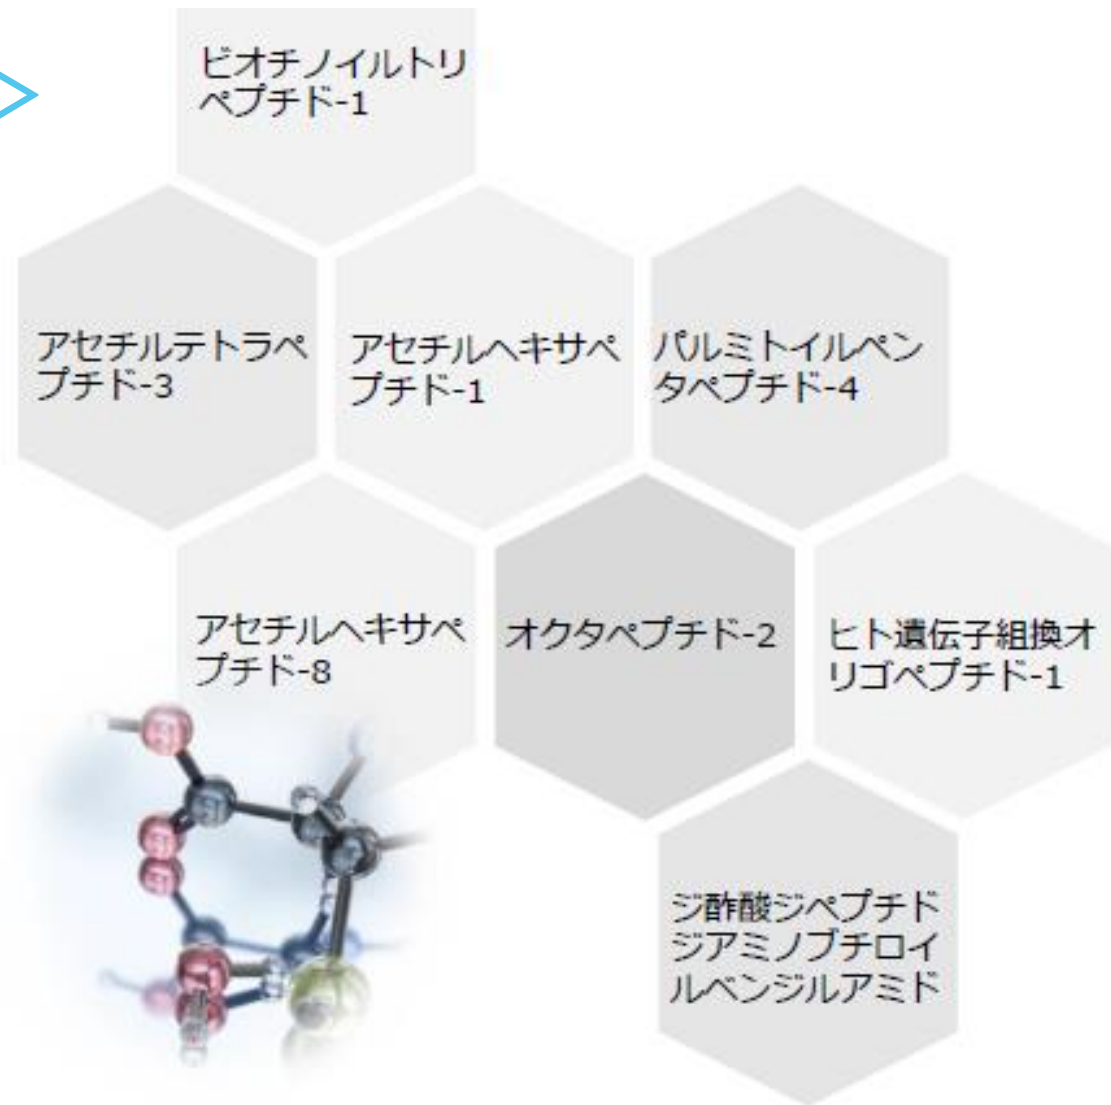 ビオチノイルトリ
ペプチド-1
アセチルテトラペ
プチド-3
アセチルヘキサペ
プチド-1
パルミトイルペン
タペプチド-4
アセチルヘキサペ
プチド-8
オクタペプチド-2
ヒト遺伝子組換オ
リゴペプチド-1
ジ酢酸ジペプチド
ジアミノブチロイ
ルベンジルアミド